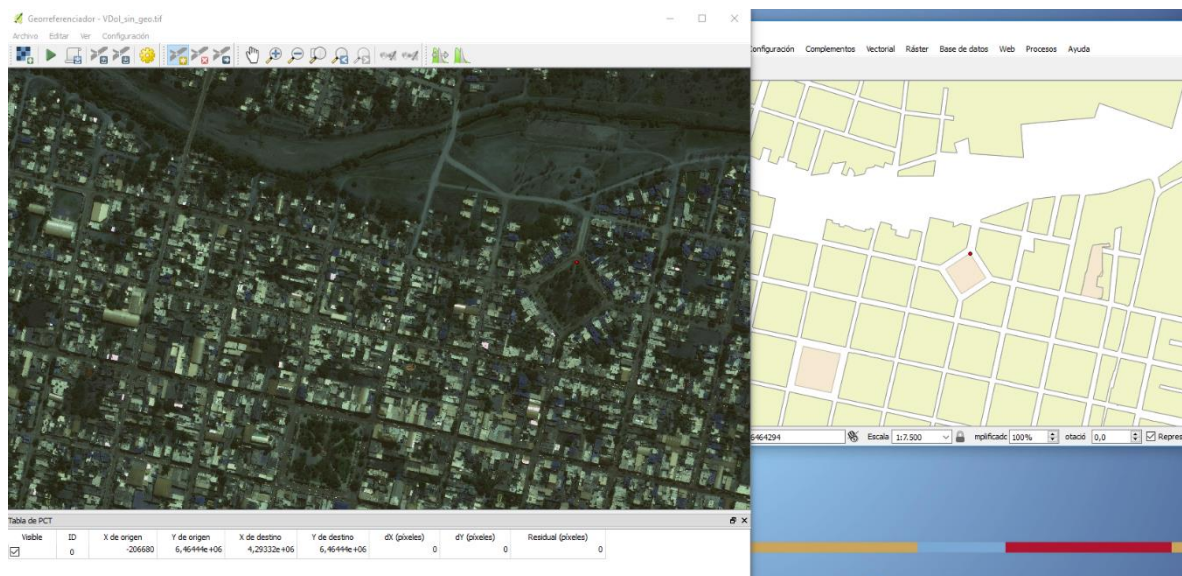 Georreferenciador - VDol_sin_geo.tif
Archivo Editar Ver Configuración
Configuración Complementos Vectorial Ráster Base de datos Web Procesos Ayuda
6464294 Escala 1:7.500 mplificadc 100% otació 0,0 Repres
Tabla de PCT
Visible ID X de origen Y de origen X de destino Y de destino dX (píxeles) dY (píxeles) Residual (píxeles)
0 -206680 6,46444e+06 4,29332e+06 6,46444e+06 0 0 0